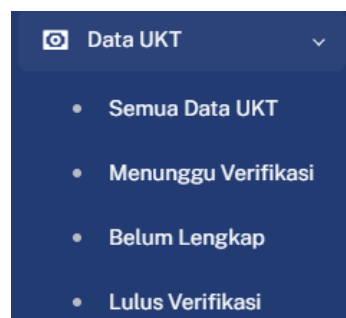 Data UKT
Semua Data UKT
Menunggu Verifikasi
Belum Lengkap
Lulus Verifikasi